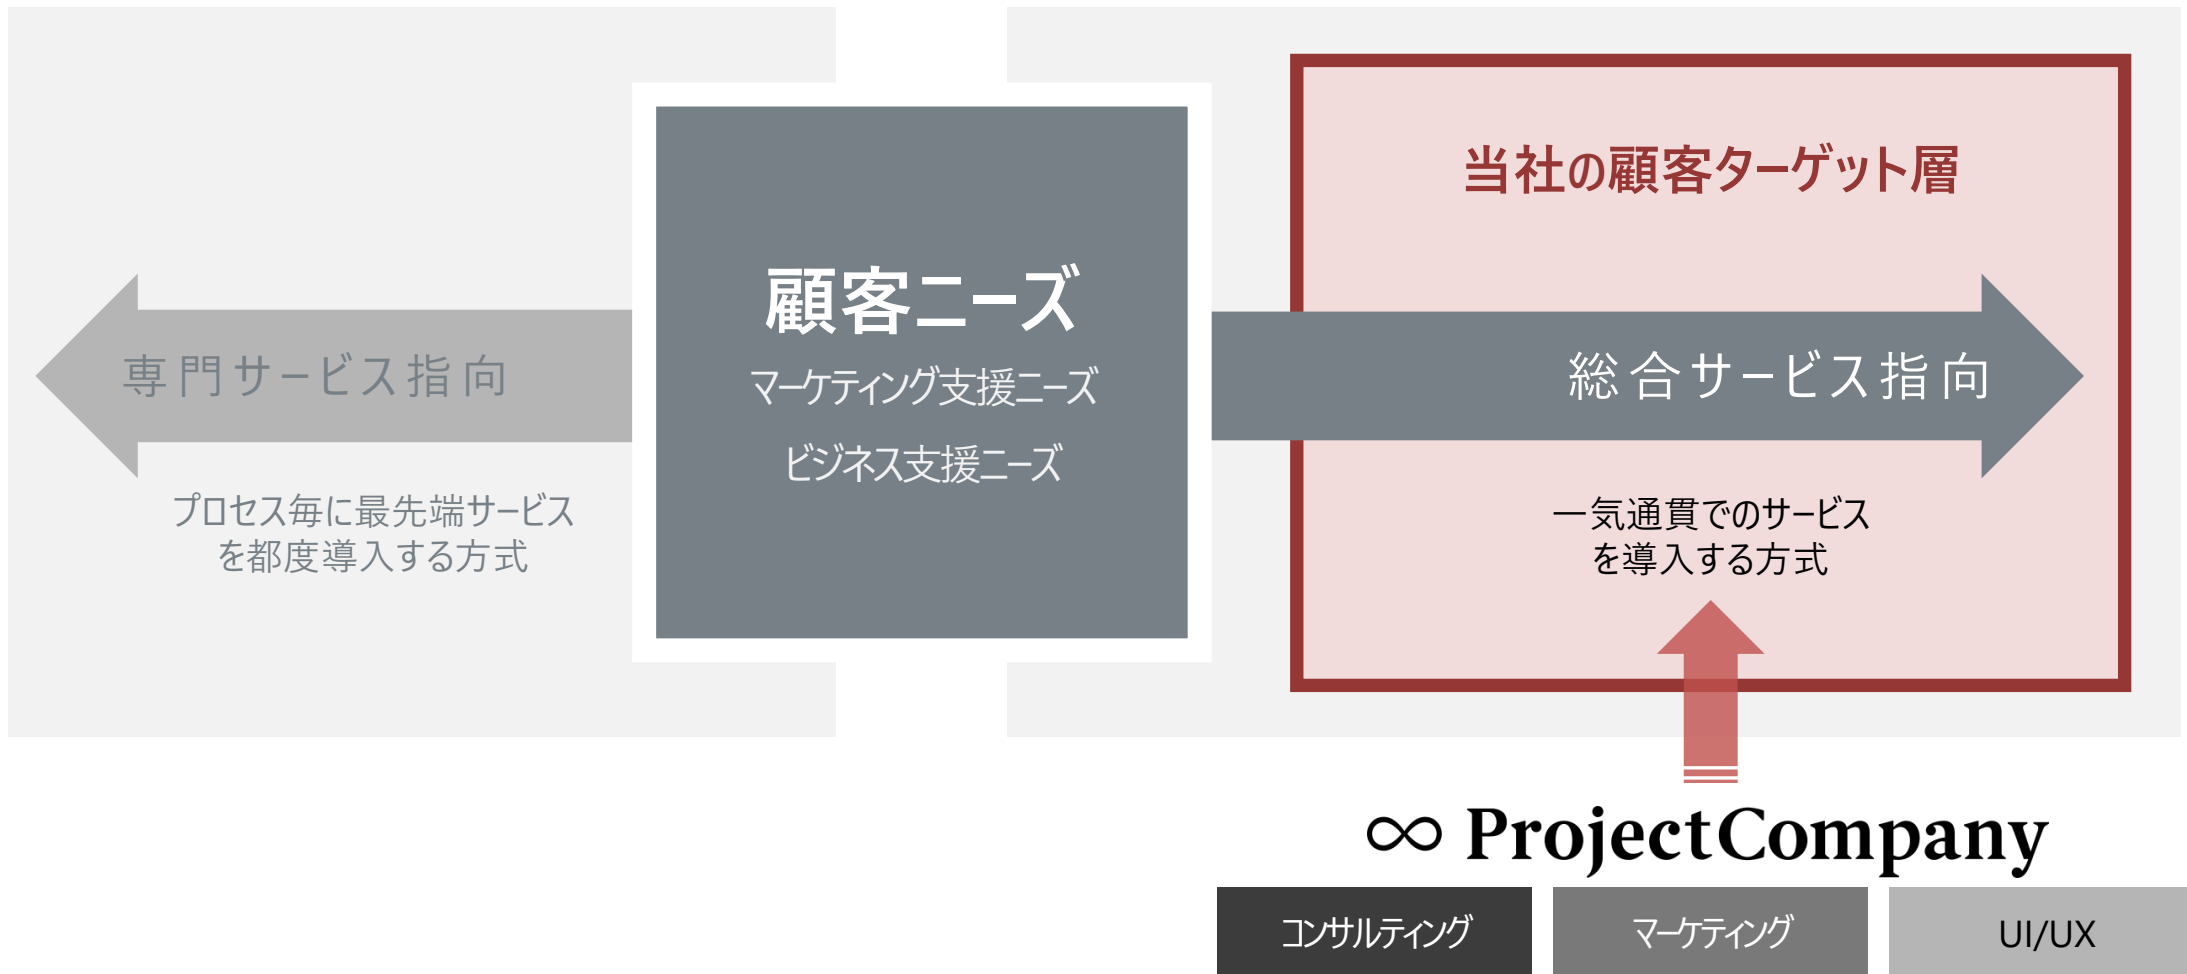 当社の顧客ターゲット層
顧客ニーズ
マーケティング支援ニーズ
ビジネス支援ニーズ
専門サービス指向
プロセス毎に最先端サービス
を都度導入する方式
総合サービス指向
一気通貫でのサービス
を導入する方式
ProjectCompany
コンサルティング
マーケティング
UI/UX